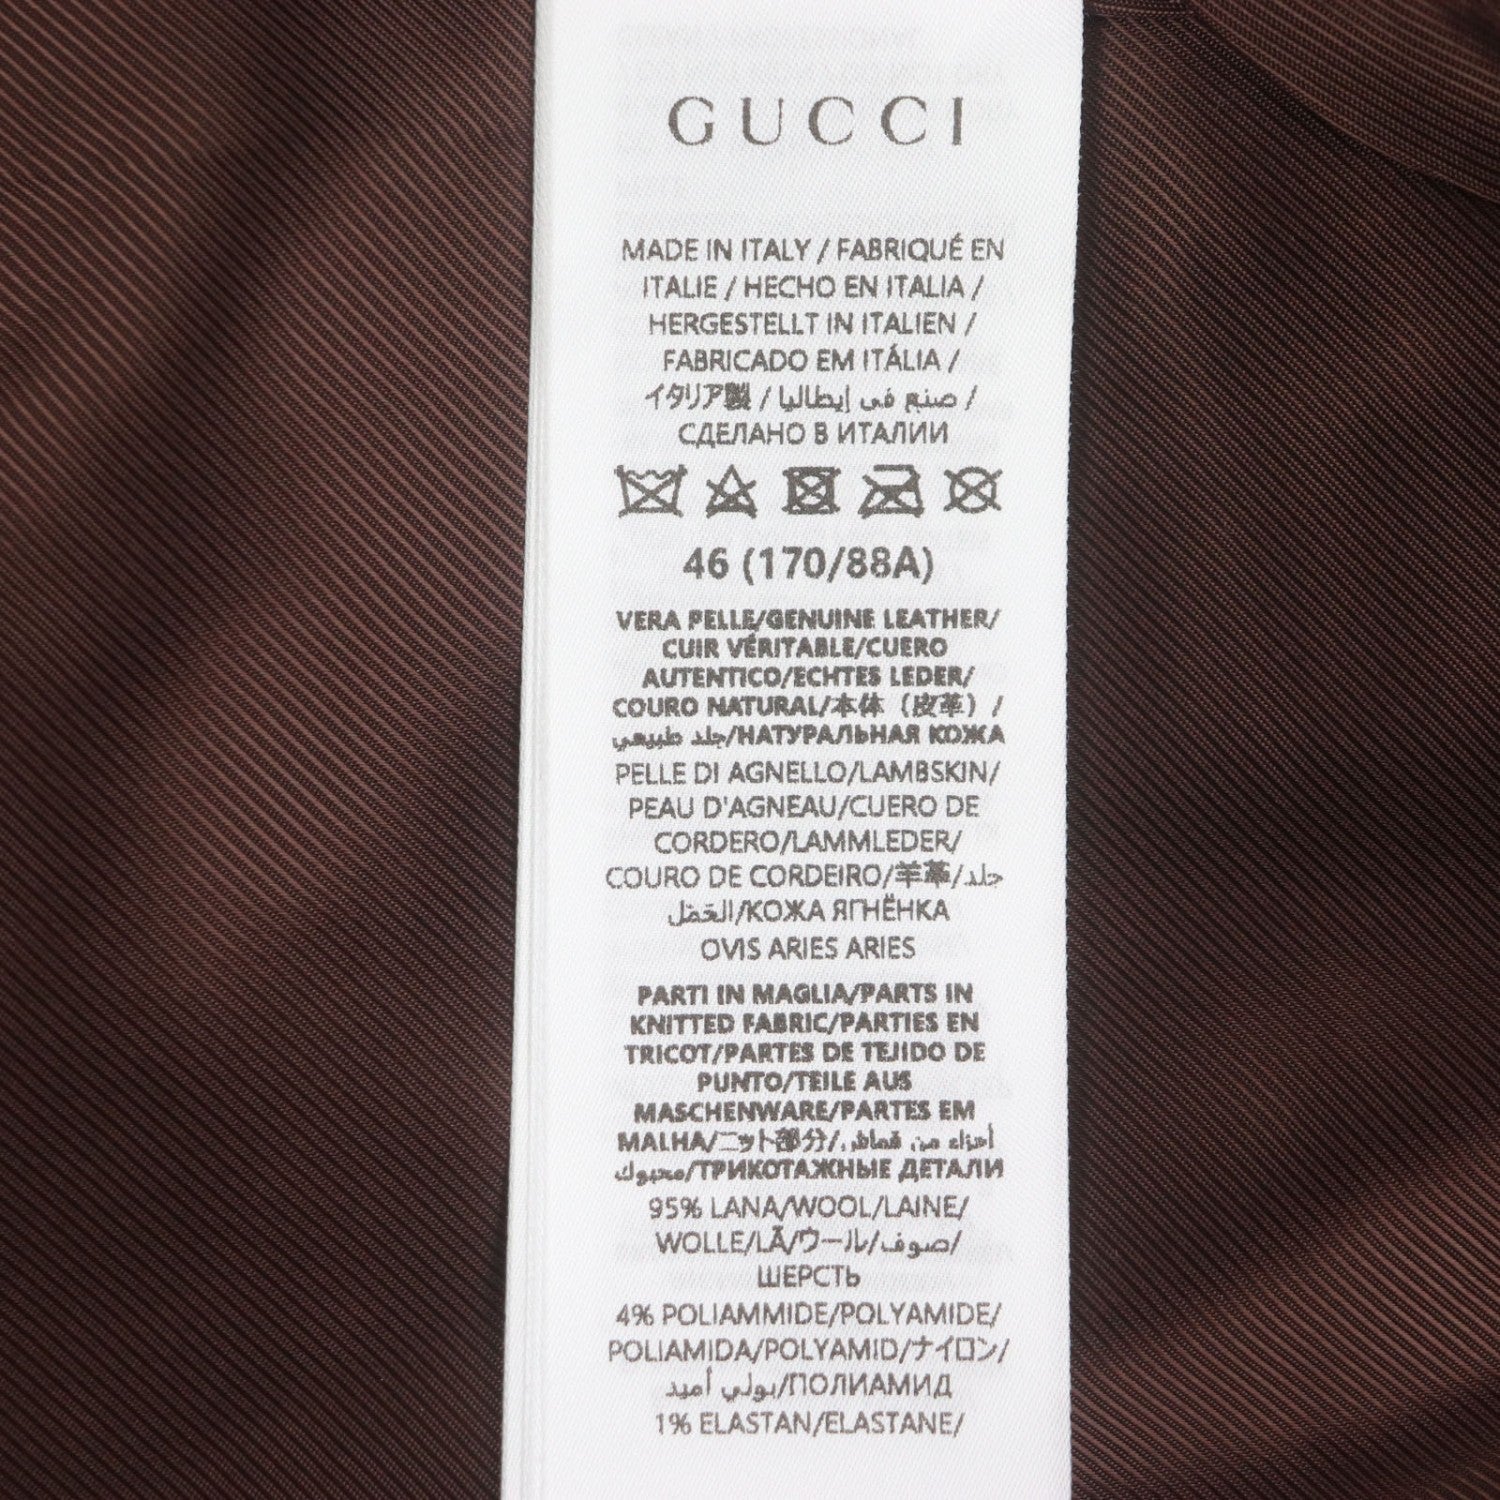 GUCCI
MADE IN ITALY / FABRIQUÉ EN
ITALIE / HECHO EN ITALIA /
HERGESTELLT IN ITALIEN /
FABRICADO EM ITÁLIA /
イタリア製 / صنع في إيطاليا /
СДЕЛАНО В ИТАЛИИ
46 (170/88A)
VERA PELLE/GENUINE LEATHER/
CUIR VÉRITABLE/CUERO
AUTENTICO/ECHTES LEDER/
COURO NATURAL/本体（皮革）/
جلد طبيعي/НАТУРАЛЬНАЯ КОЖА
PELLE DI AGNELLO/LAMBSKIN/
PEAU D'AGNEAU/CUERO DE
CORDERO/LAMMLEDER/
COURO DE CORDEIRO/羊革/جلد
الحَمَل/КОЖА ЯГНЁНКА
OVIS ARIES ARIES
PARTI IN MAGLIA/PARTS IN
KNITTED FABRIC/PARTIES EN
TRICOT/PARTES DE TEJIDO DE
PUNTO/TEILE AUS
MASCHENWARE/PARTES EM
MALHA/ニット部分/أجزاء من قماش
محبوك/ТРИКОТАЖНЫЕ ДЕТАЛИ
95% LANA/WOOL/LAINE/
WOLLE/LÃ/ウール/صوف/
ШЕРСТЬ
4% POLIAMMIDE/POLYAMIDE/
POLIAMIDA/POLYAMID/ナイロン/
بولي أميد/ПОЛИАМИД
1% ELASTAN/ELASTANE/